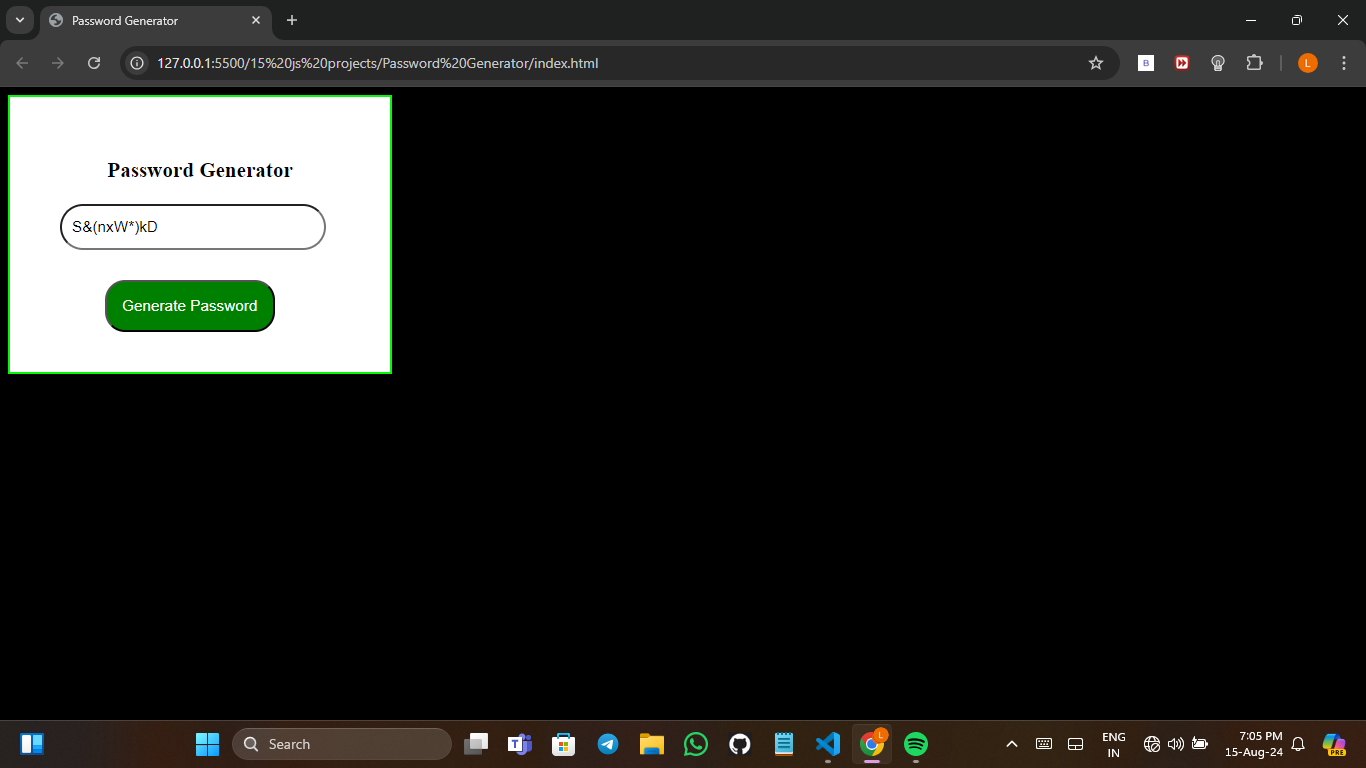 Password Generator
127.0.0.1:5500/15%20js%20projects/Password%20Generator/index.html
B
L
Password Generator
S&(nxW*)kD
Generate Password
Search
T
L
ENG
IN
7:05 PM
15-Aug-24
PRE